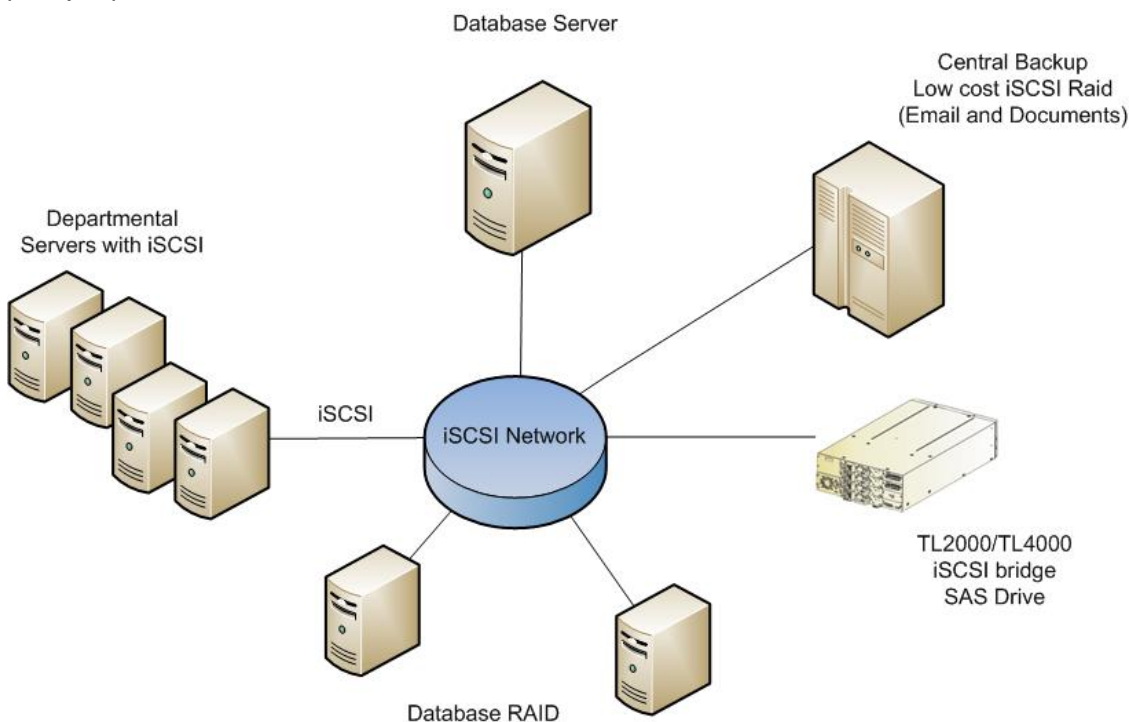 Database Server
Central Backup
Low cost iSCSI Raid
(Email and Documents)
Departmental
Servers with iSCSI
iSCSI
iSCSI Network
TL2000/TL4000
iSCSI bridge
SAS Drive
Database RAID